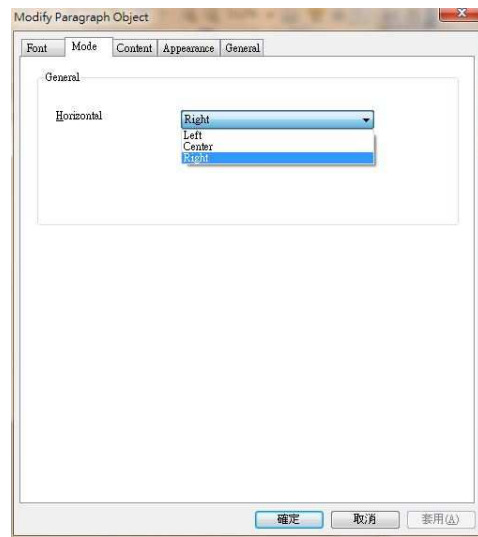 Modify Paragraph Object
Font Mode Content Appearance General
General
Horizontal Right
Left
Center
Right
確定 取消 套用(A)